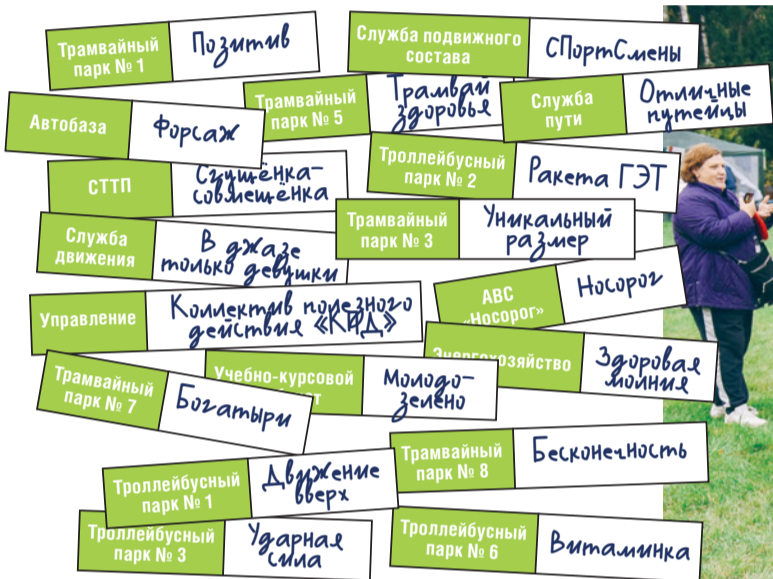 Трамвайный
парк № 1
Позитив
Служба подвижного
состава
СПортСмены
Трамвайный
парк № 5
Трамвай
здоровья
Служба
пути
Отличные
путейцы
Автобаза
Форсаж
СТТП
Сгущёнка-
совмещёнка
Троллейбусный
парк № 2
Ракета ГЭТ
Служба
движения
В джазе
только девушки
Трамвайный
парк № 3
Уникальный
размер
АВС
«Носорог»
Носорог
Управление
Коллектив полезного
действия «КПД»
Энергохозяйство
Здоровая
молния
Трамвайный
парк № 7
Богатыри
Учебно-курсовой
Молодо-
зелено
Трамвайный
парк № 8
Бесконечность
Троллейбусный
парк № 1
Движение
вверх
Троллейбусный
парк № 3
Ударная
сила
Троллейбусный
парк № 6
Витаминка